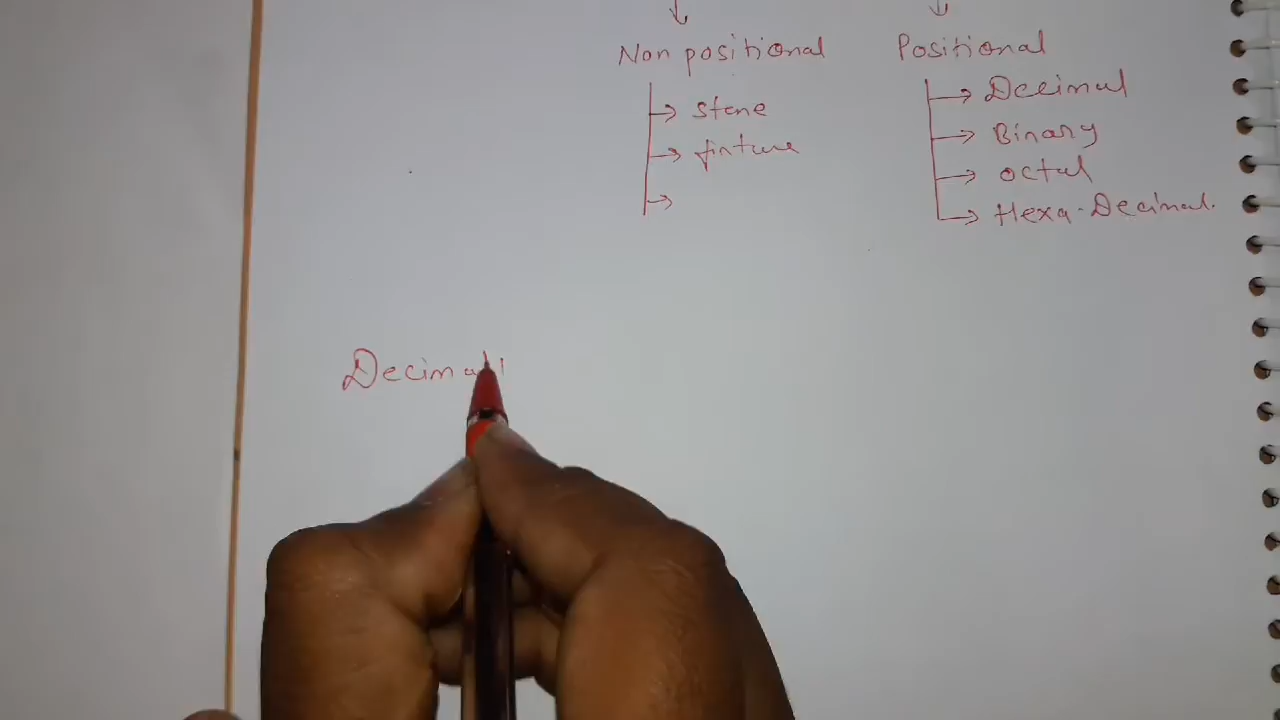 Non positional Positional
→ stone → Decimal
→ → Binary
→ → octal
→ Hexa-Decimal.
Decimal